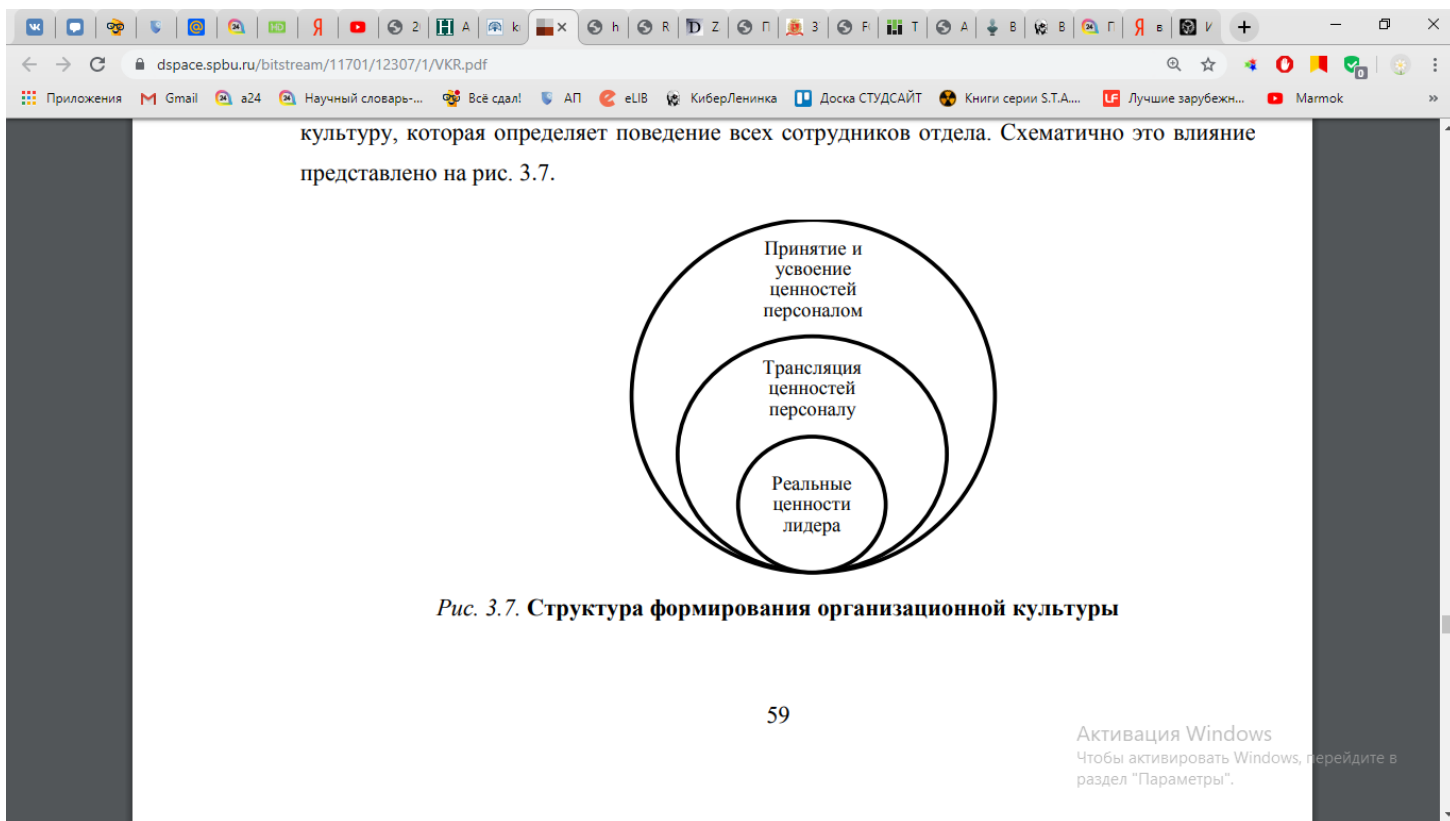 2
A
k
h
R
Z
П
З
F
T
A
В
В
П
в
И
dspace.spbu.ru/bitstream/11701/12307/1/VKR.pdf
Приложения
Gmail
a24
Научный словарь-...
Всё сдал!
АП
eLIB
КиберЛенинка
Доска СТУДСАЙТ
Книги серии S.T.A....
Лучшие зарубежн...
Marmok
»
культуру, которая определяет поведение всех сотрудников отдела. Схематично это влияние
представлено на рис. 3.7.
Принятие и
усвоение
ценностей
персоналом
Трансляция
ценностей
персоналу
Реальные
ценности
лидера
Рис. 3.7. Структура формирования организационной культуры
59
Активация Windows
Чтобы активировать Windows, перейдите в
раздел "Параметры".